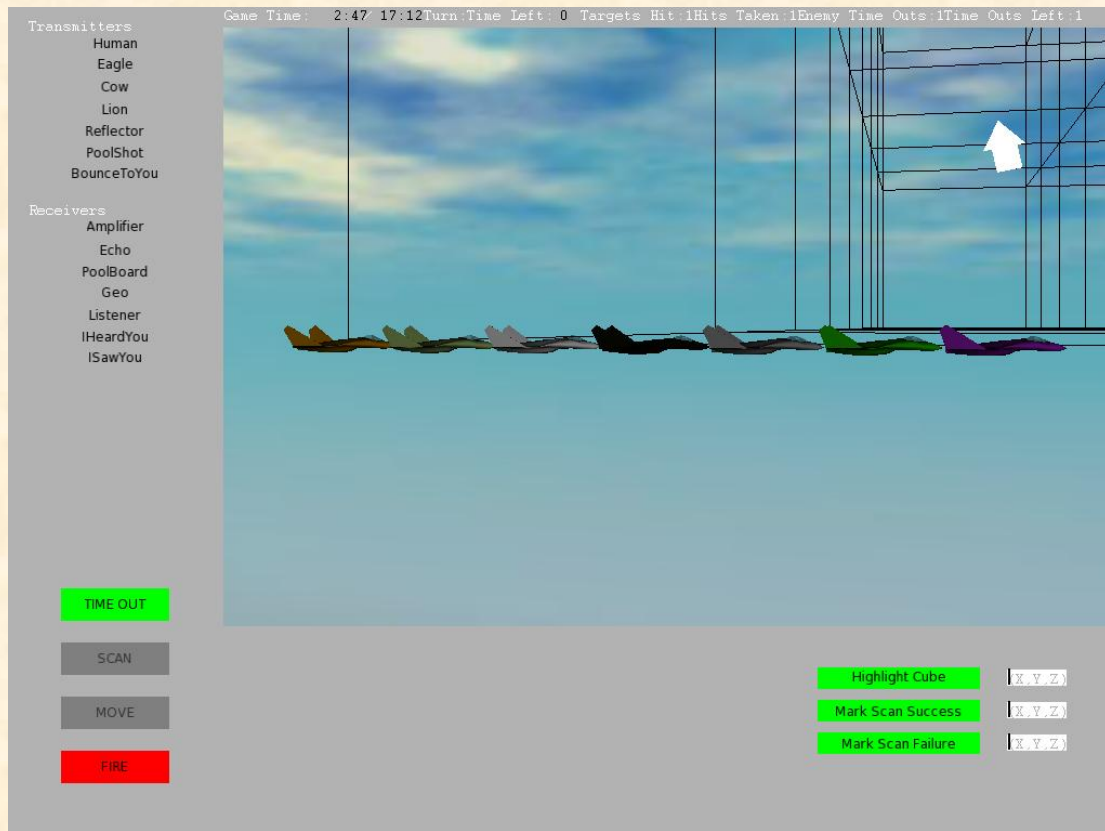 Game Time: 2:47/ 17:12Turn:Time Left: 0 Targets Hit:1Hits Taken:1Enemy Time Outs:1Time Outs Left:1
Transmitters
Human
Eagle
Cow
Lion
Reflector
PoolShot
BounceToYou
Receivers
Amplifier
Echo
PoolBoard
Geo
Listener
IHeardYou
ISawYou
TIME OUT
SCAN
MOVE
FIRE
Highlight Cube (X,Y,Z)
Mark Scan Success (X,Y,Z)
Mark Scan Failure (X,Y,Z)